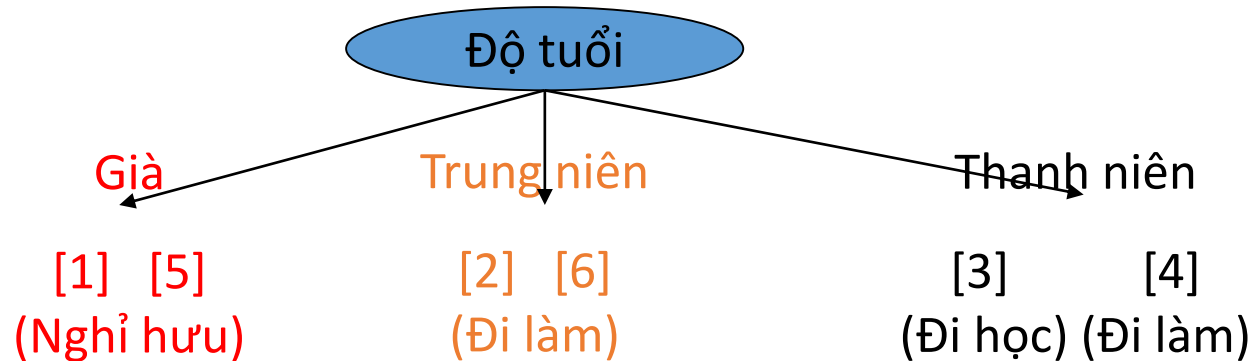 Độ tuổi
Già Trung niên Thanh niên
[1] [5] [2] [6] [3] [4]
(Nghỉ hưu) (Đi làm) (Đi học) (Đi làm)